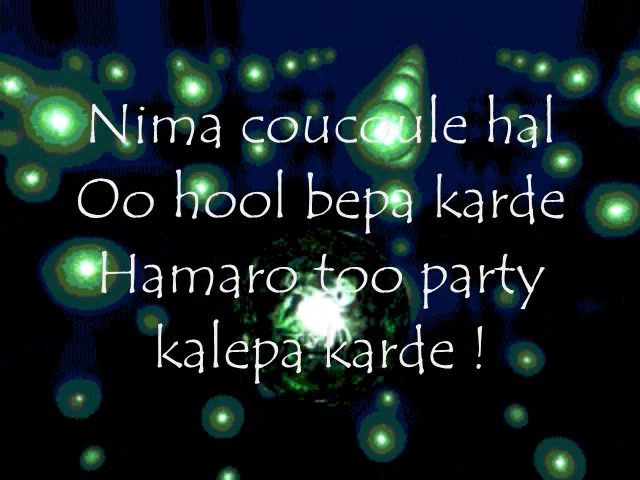 Nima coucoule hal
Oo hool bepa karde
Hamaro too party
kalepa karde !